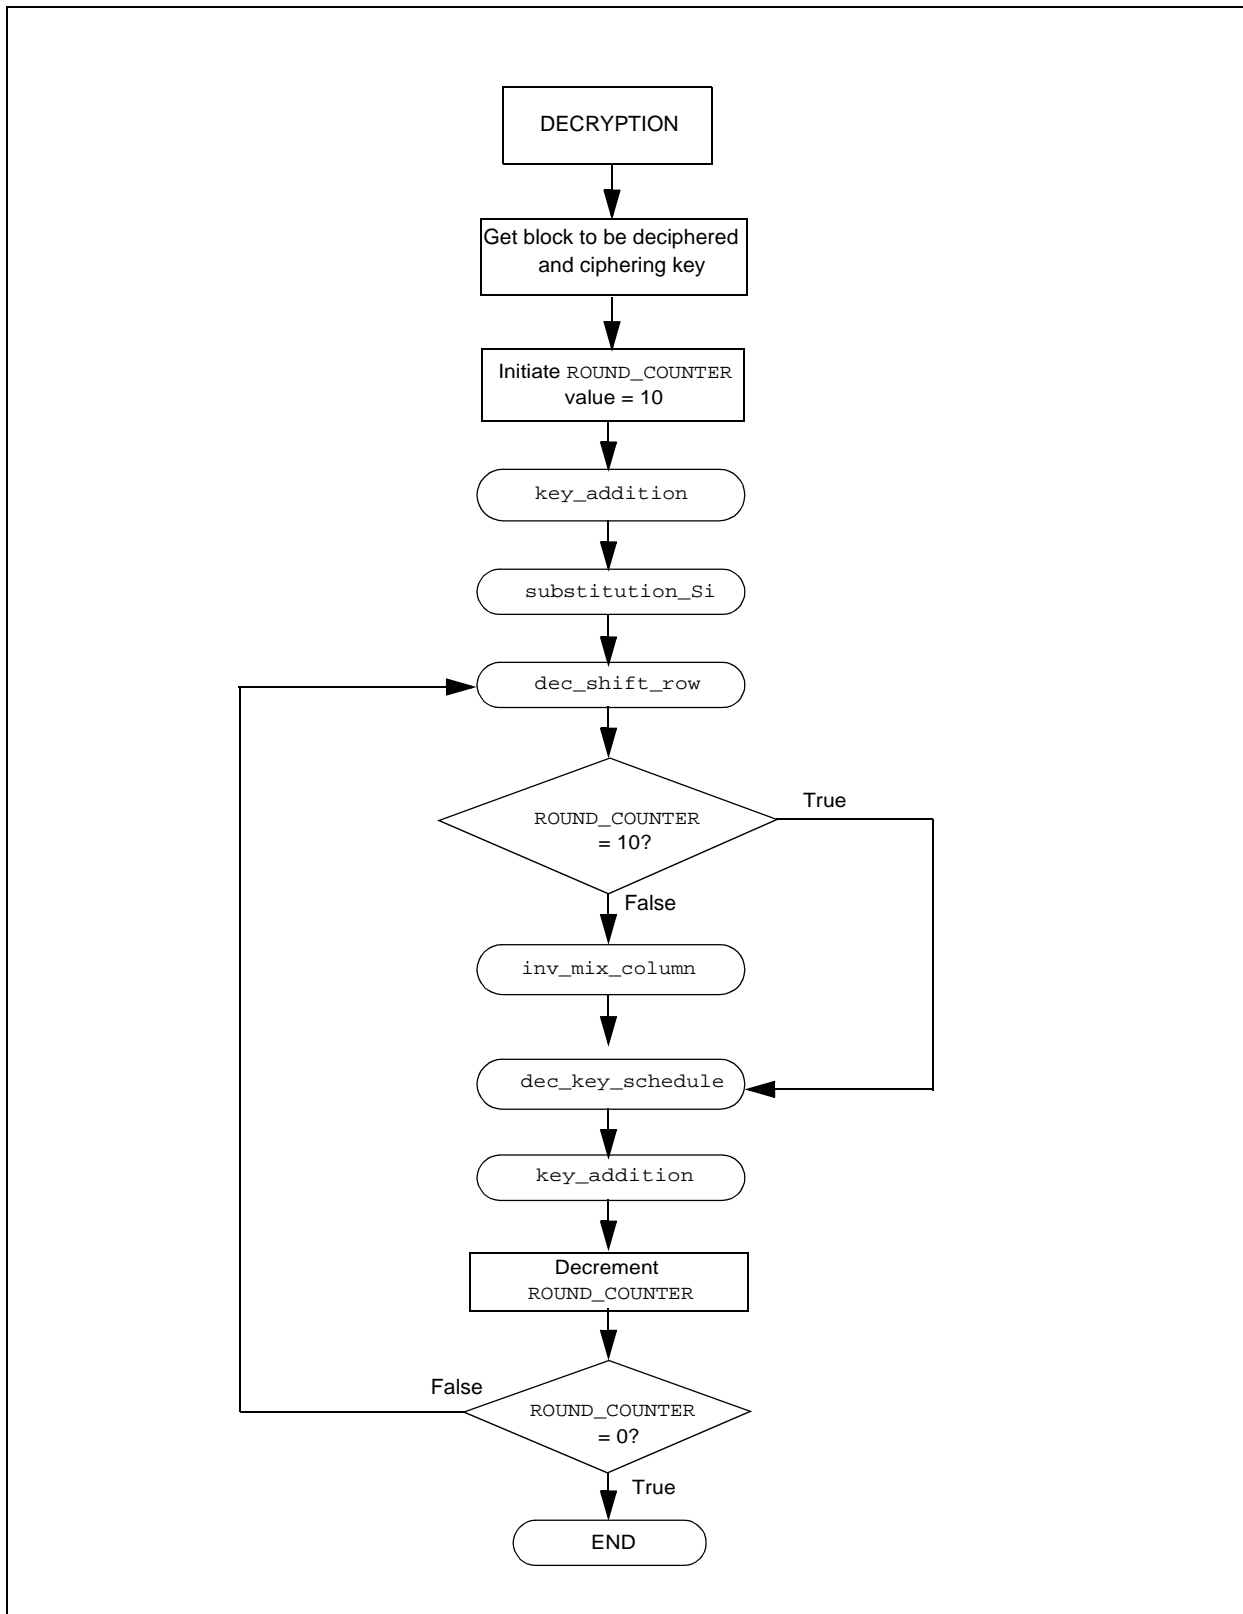 DECRYPTION
Get block to be deciphered
and ciphering key
Initiate ROUND_COUNTER
value = 10
key_addition
substitution_Si
dec_shift_row
True
ROUND_COUNTER
= 10?
False
inv_mix_column
dec_key_schedule
key_addition
Decrement
ROUND_COUNTER
False
ROUND_COUNTER
= 0?
True
END